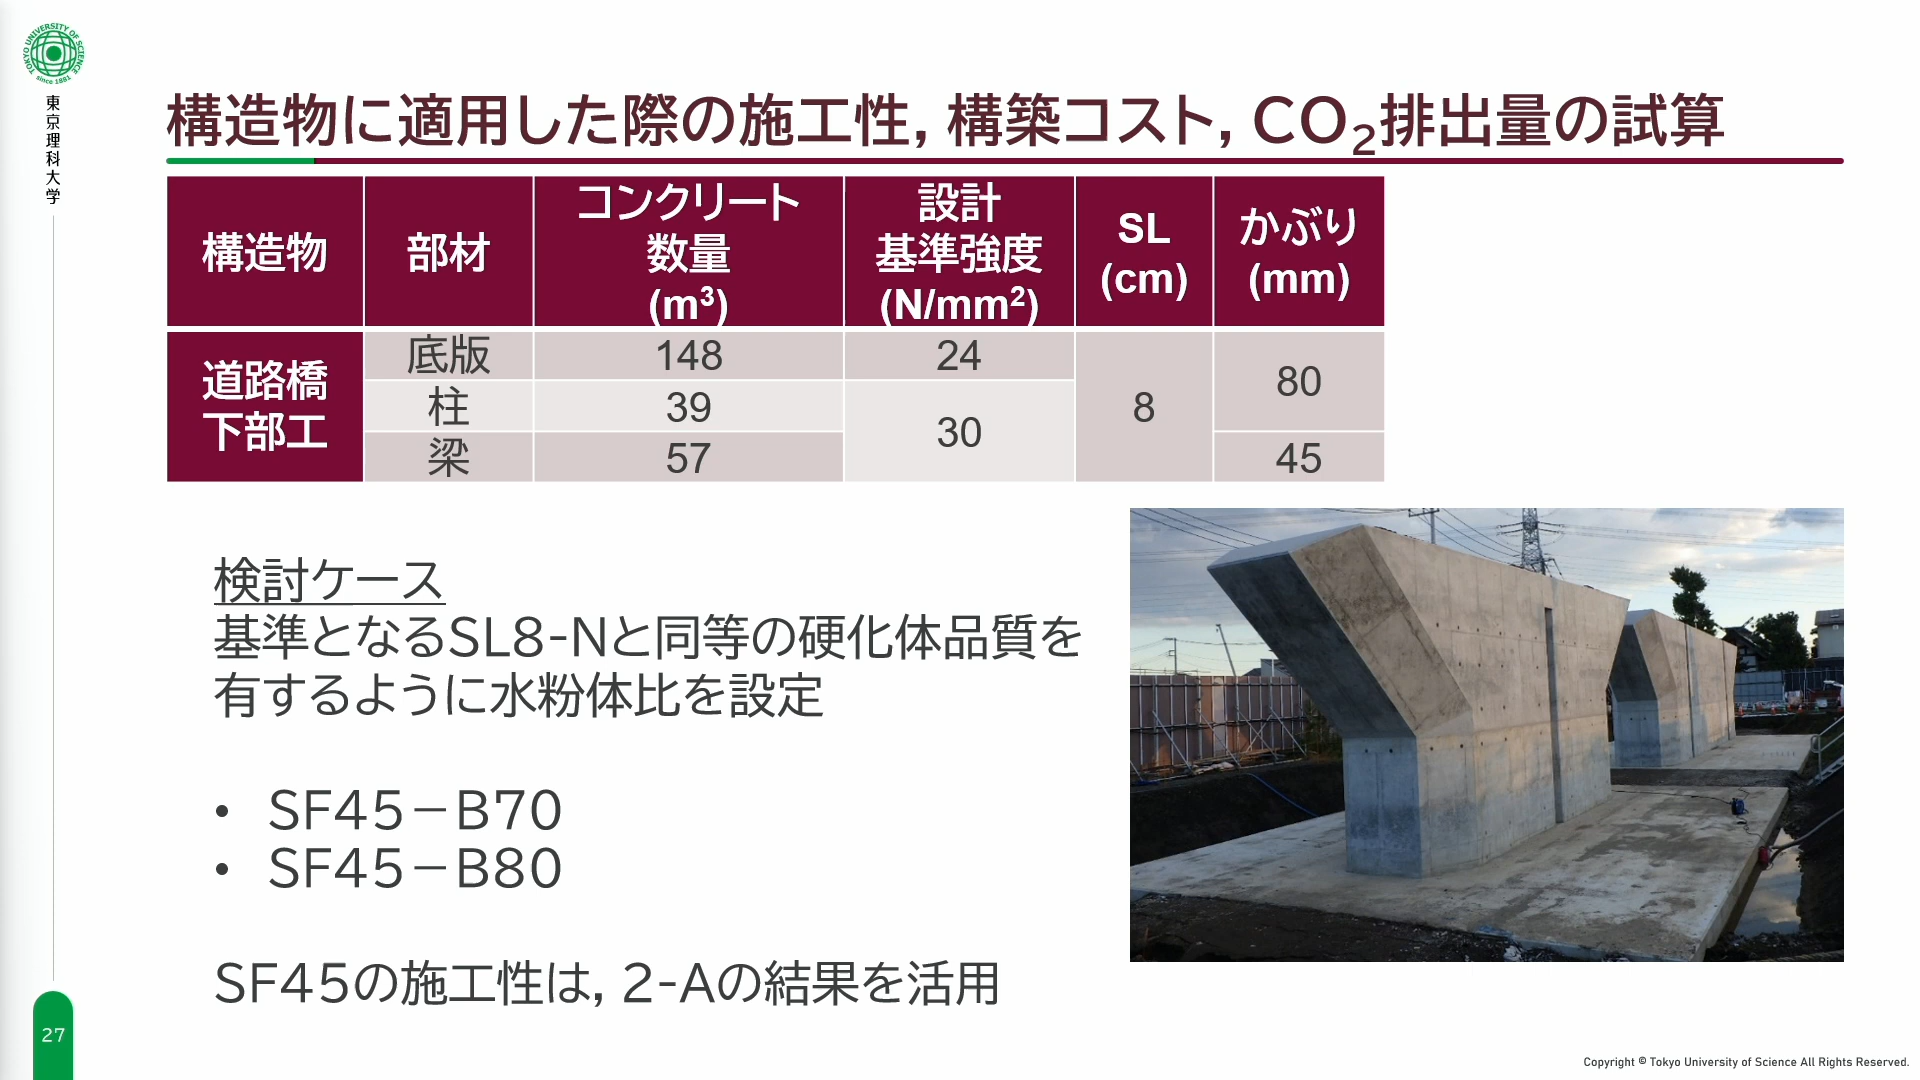 TOKYO UNIVERSITY OF SCIENCE
since 1881
東京理科大学
構造物に適用した際の施工性, 構築コスト, CO₂排出量の試算
構造物
部材
コンクリート
数量
(m³)
設計
基準強度
(N/mm²)
SL
(cm)
かぶり
(mm)
道路橋
下部工
底版
148
24
8
80
柱
39
30
梁
57
45
検討ケース
基準となるSL8-Nと同等の硬化体品質を
有するように水粉体比を設定
• SF45－B70
• SF45－B80
SF45の施工性は, 2-Aの結果を活用
27
Copyright © Tokyo University of Science All Rights Reserved.